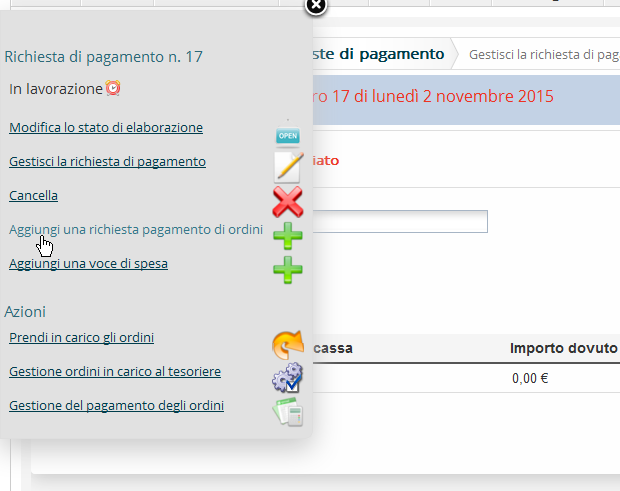 Richiesta di pagamento n. 17
In lavorazione
Modifica lo stato di elaborazione
OPEN
Gestisci la richiesta di pagamento
Cancella
Aggiungi una richiesta pagamento di ordini
Aggiungi una voce di spesa
Azioni
Prendi in carico gli ordini
Gestione ordini in carico al tesoriere
Gestione del pagamento degli ordini
ste di pagamento
Gestisci la richiesta di pag
ro 17 di lunedì 2 novembre 2015
iato
cassa
Importo dovuto
0,00 €